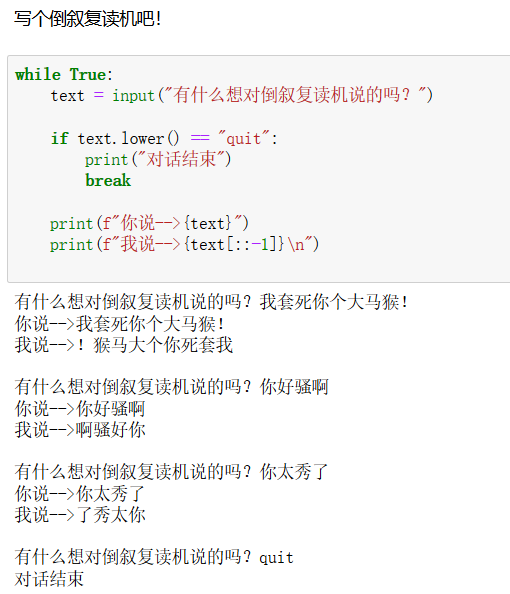 写个倒叙复读机吧！
while True:
    text = input("有什么想对倒叙复读机说的吗？")
    if text.lower() == "quit":
        print("对话结束")
        break
    print(f"你说-->{text}")
    print(f"我说-->{text[::-1]}\n")
有什么想对倒叙复读机说的吗？我套死你个大马猴！
你说-->我套死你个大马猴！
我说-->！猴马大个你死套我
有什么想对倒叙复读机说的吗？你好骚啊
你说-->你好骚啊
我说-->啊骚好你
有什么想对倒叙复读机说的吗？你太秀了
你说-->你太秀了
我说-->了秀太你
有什么想对倒叙复读机说的吗？quit
对话结束